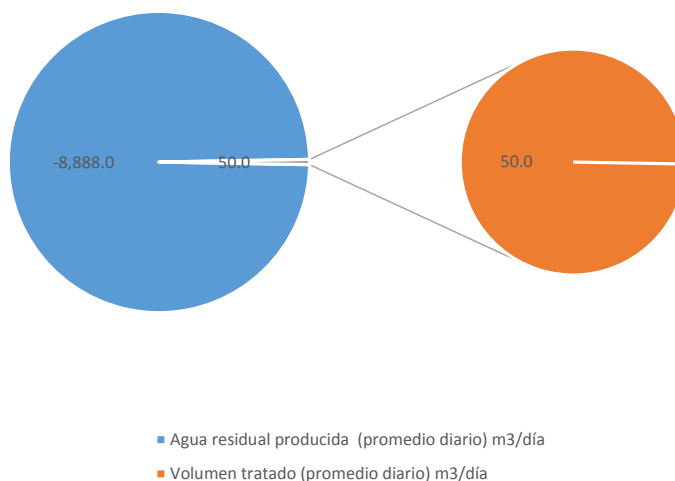 -8,888.0
50.0
50.0
Agua residual producida (promedio diario) m3/día
Volumen tratado (promedio diario) m3/día